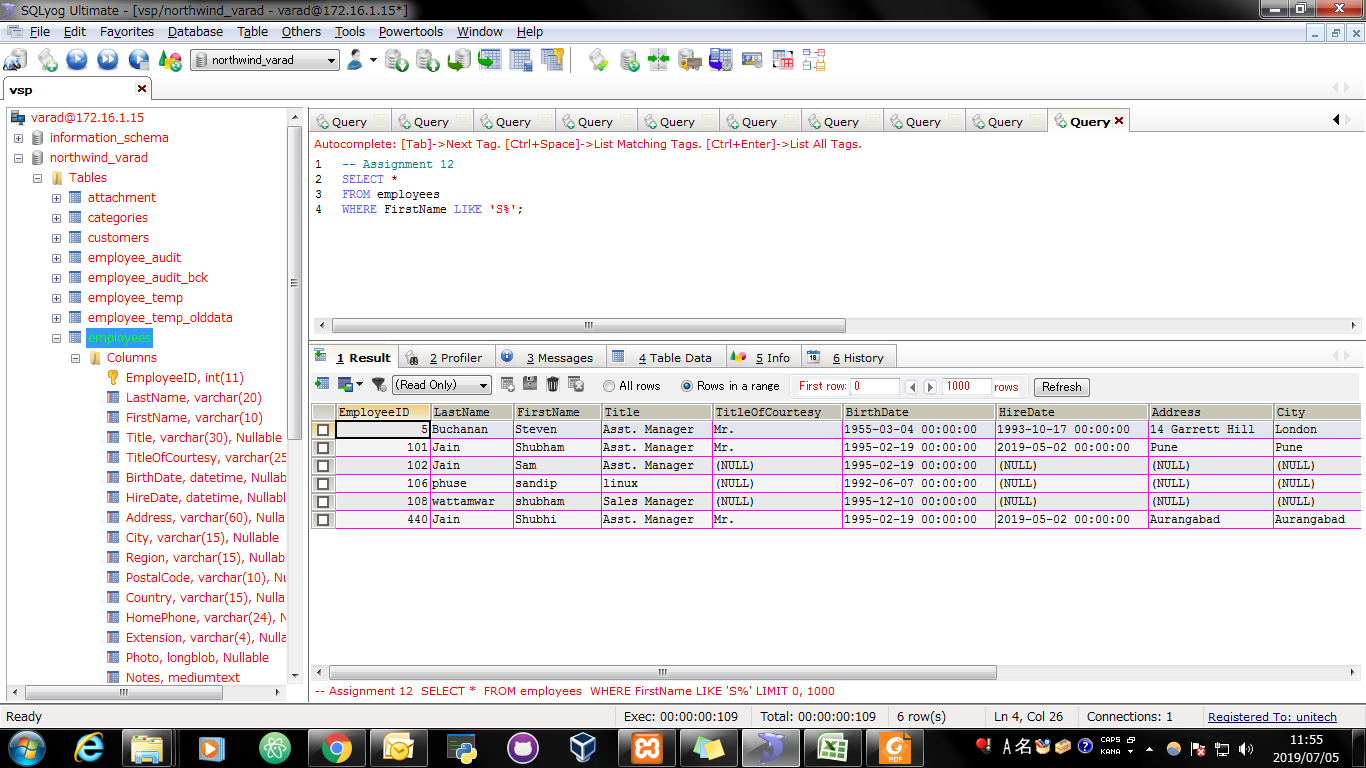 SQLyog Ultimate - [vsp/northwind_varad - varad@172.16.1.15*]
File Edit Favorites Database Table Others Tools Powertools Window Help
northwind_varad
vsp
varad@172.16.1.15
information_schema
northwind_varad
Tables
attachment
categories
customers
employee_audit
employee_audit_bck
employee_temp
employee_temp_olddata
employees
Columns
EmployeeID, int(11)
LastName, varchar(20)
FirstName, varchar(10)
Title, varchar(30), Nullable
TitleOfCourtesy, varchar(25
BirthDate, datetime, Nullab
HireDate, datetime, Nullabl
Address, varchar(60), Nulla
City, varchar(15), Nullable
Region, varchar(15), Nullab
PostalCode, varchar(10), Nu
Country, varchar(15), Nulla
HomePhone, varchar(24), N
Extension, varchar(4), Nulla
Photo, longblob, Nullable
Notes, mediumtext
Query Query Query Query Query Query Query Query Query Query
Autocomplete: [Tab]->Next Tag. [Ctrl+Space]->List Matching Tags. [Ctrl+Enter]->List All Tags.
1 -- Assignment 12
2 SELECT *
3 FROM employees
4 WHERE FirstName LIKE 'S%';
1 Result 2 Profiler 3 Messages 4 Table Data 5 Info 6 History
(Read Only) All rows Rows in a range First row: 0 1000 rows Refresh
EmployeeID LastName FirstName Title TitleOfCourtesy BirthDate HireDate Address City
5 Buchanan Steven Asst. Manager Mr. 1955-03-04 00:00:00 1993-10-17 00:00:00 14 Garrett Hill London
101 Jain Shubham Asst. Manager Mr. 1995-02-19 00:00:00 2019-05-02 00:00:00 Pune Pune
102 Jain Sam Asst. Manager (NULL) 1995-02-19 00:00:00 (NULL) (NULL) (NULL)
106 phuse sandip linux (NULL) 1992-06-07 00:00:00 (NULL) (NULL) (NULL)
108 wattamwar shubham Sales Manager (NULL) 1995-12-10 00:00:00 (NULL) (NULL) (NULL)
440 Jain Shubhi Asst. Manager Mr. 1995-02-19 00:00:00 2019-05-02 00:00:00 Aurangabad Aurangabad
-- Assignment 12 SELECT * FROM employees WHERE FirstName LIKE 'S%' LIMIT 0, 1000
Ready Exec: 00:00:00:109 Total: 00:00:00:109 6 row(s) Ln 4, Col 26 Connections: 1 Registered To: unitech
G PDF
A 名 CAPS KANA
11:55
2019/07/05